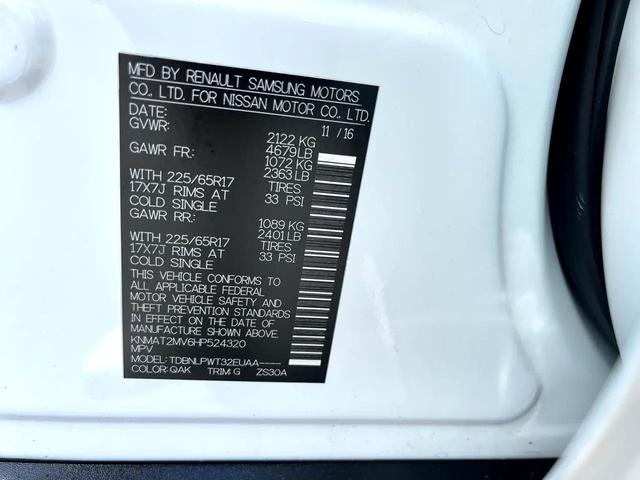 MFD BY RENAULT SAMSUNG MOTORS
CO., LTD. FOR NISSAN MOTOR CO., LTD.
DATE: 11 / 16
GVWR: 2122 KG
4679 LB
GAWR FR: 1072 KG
2363 LB
WITH 225/65R17 TIRES
17X7J RIMS AT 33 PSI
COLD SINGLE
GAWR RR: 1089 KG
2401 LB
WITH 225/65R17 TIRES
17X7J RIMS AT 33 PSI
COLD SINGLE
THIS VEHICLE CONFORMS TO
ALL APPLICABLE FEDERAL
MOTOR VEHICLE SAFETY AND
THEFT PREVENTION STANDARDS
IN EFFECT ON THE DATE OF
MANUFACTURE SHOWN ABOVE.
KNMAT2MV6HP524320
MPV
MODEL: TDBNLPWT32EUAA----
COLOR: QAK TRIM: G ZS30A